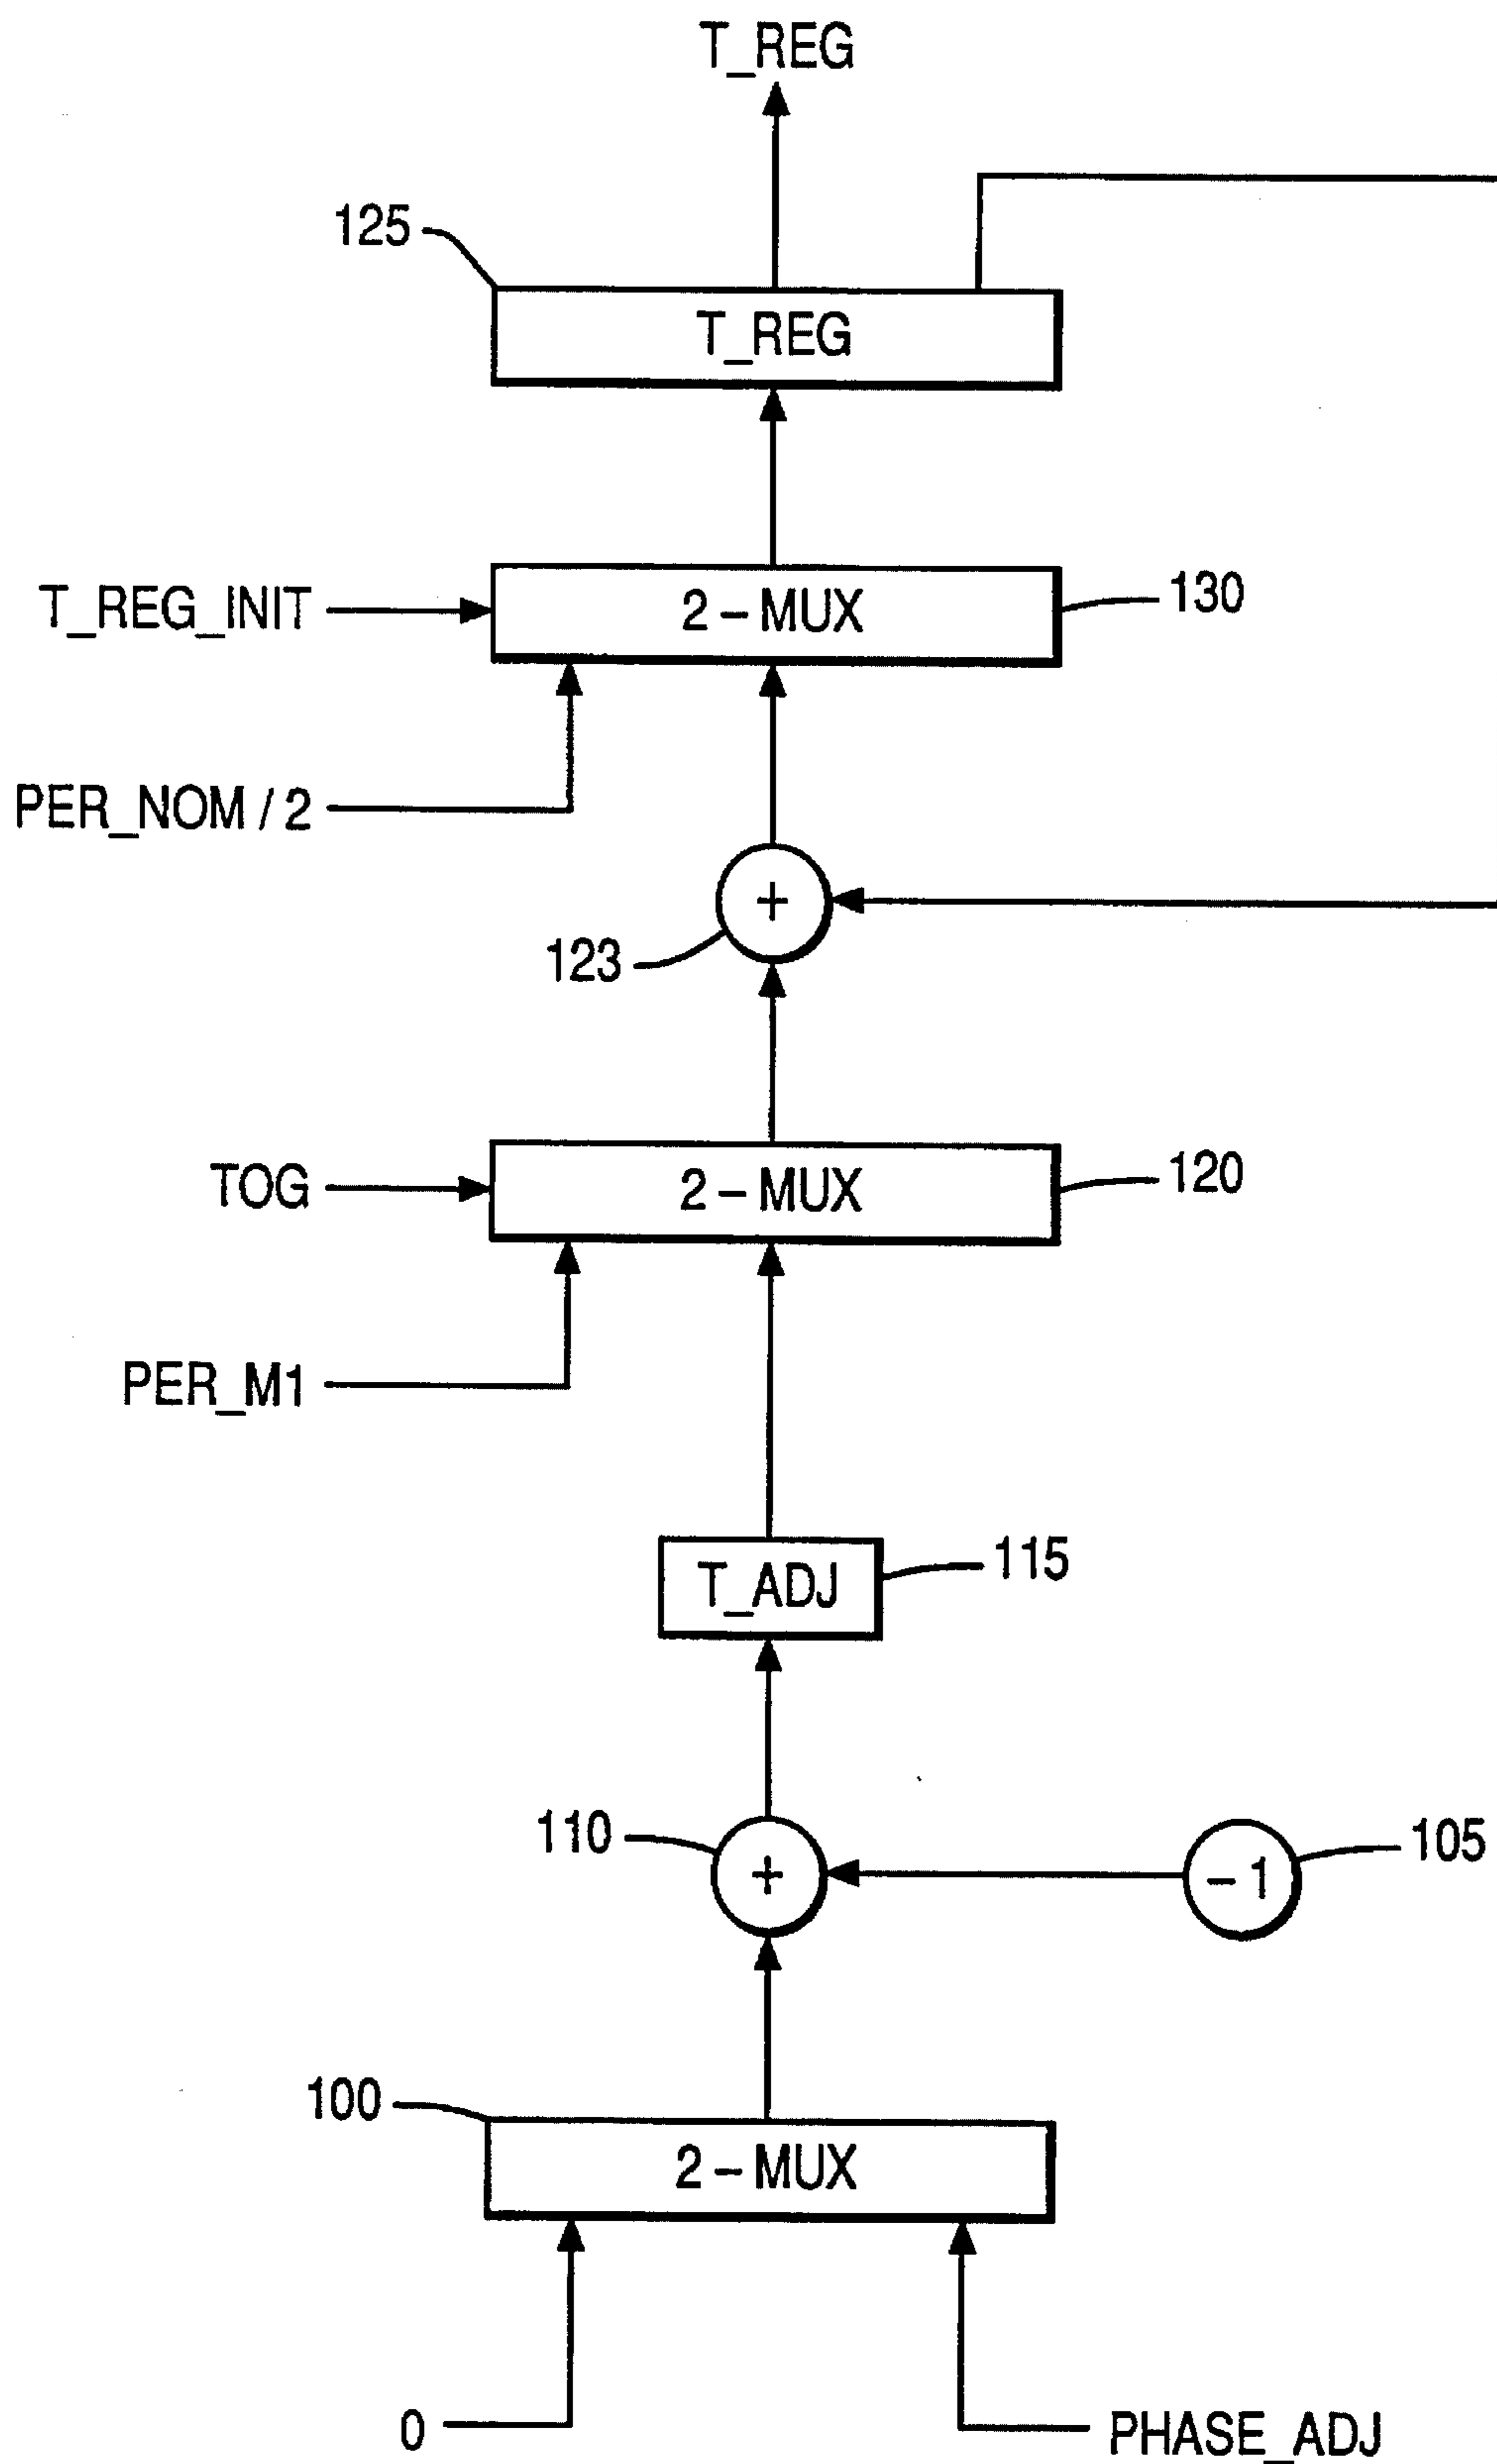 T_REG
125
T_REG
T_REG_INIT
2 – MUX
130
PER_NOM / 2
+
123
TOG
2 – MUX
120
PER_M1
T_ADJ
115
110
+
– 1
105
100
2 – MUX
0
PHASE_ADJ